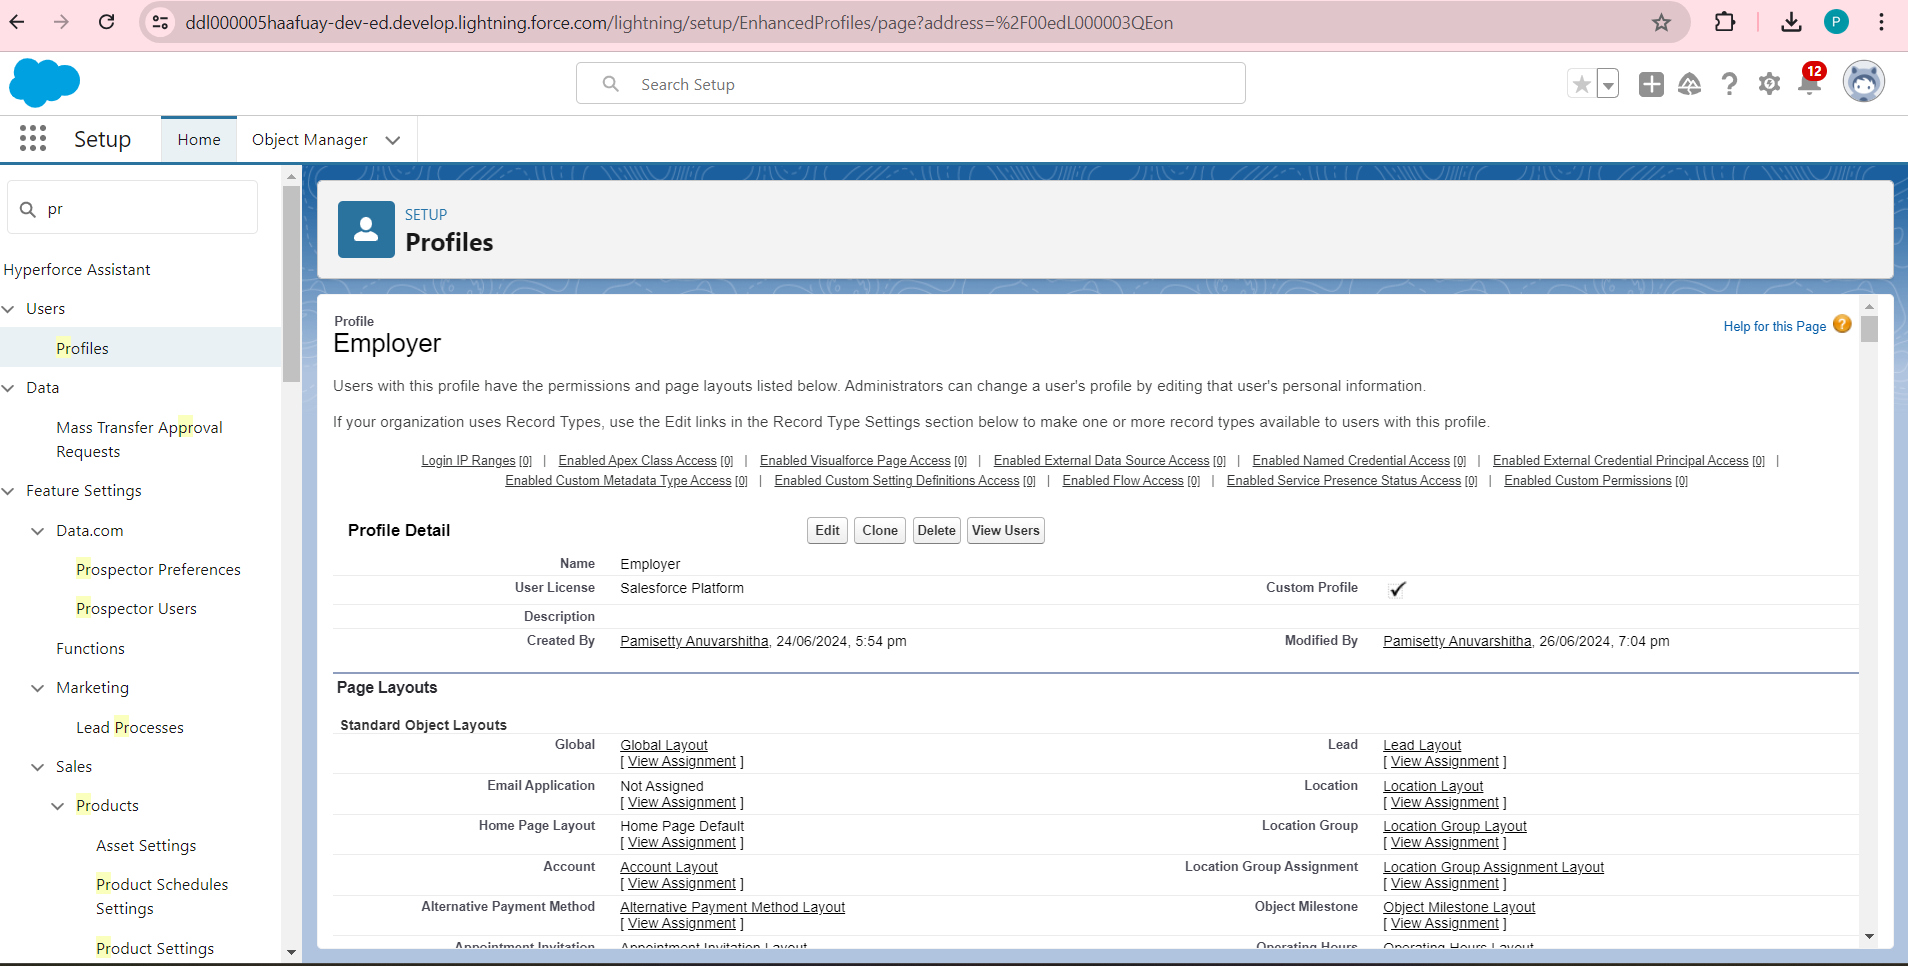 ddl000005haafuay-dev-ed.develop.lightning.force.com/lightning/setup/EnhancedProfiles/page?address=%2F00edL000003QEon
P
Search Setup
12
Setup
Home
Object Manager
pr
Hyperforce Assistant
Users
Profiles
Data
Mass Transfer Approval
Requests
Feature Settings
Data.com
Prospector Preferences
Prospector Users
Functions
Marketing
Lead Processes
Sales
Products
Asset Settings
Product Schedules
Settings
Product Settings
SETUP
Profiles
Profile
Employer
Help for this Page ?
Users with this profile have the permissions and page layouts listed below. Administrators can change a user's profile by editing that user's personal information.
If your organization uses Record Types, use the Edit links in the Record Type Settings section below to make one or more record types available to users with this profile.
Login IP Ranges [0] | Enabled Apex Class Access [0] | Enabled Visualforce Page Access [0] | Enabled External Data Source Access [0] | Enabled Named Credential Access [0] | Enabled External Credential Principal Access [0] |
Enabled Custom Metadata Type Access [0] | Enabled Custom Setting Definitions Access [0] | Enabled Flow Access [0] | Enabled Service Presence Status Access [0] | Enabled Custom Permissions [0]
Profile Detail Edit Clone Delete View Users
Name Employer
User License Salesforce Platform Custom Profile ✓
Description
Created By Pamisetty Anuvarshitha, 24/06/2024, 5:54 pm Modified By Pamisetty Anuvarshitha, 26/06/2024, 7:04 pm
Page Layouts
Standard Object Layouts
Global Global Layout Lead Lead Layout
[ View Assignment ] [ View Assignment ]
Email Application Not Assigned Location Location Layout
[ View Assignment ] [ View Assignment ]
Home Page Layout Home Page Default Location Group Location Group Layout
[ View Assignment ] [ View Assignment ]
Account Account Layout Location Group Assignment Location Group Assignment Layout
[ View Assignment ] [ View Assignment ]
Alternative Payment Method Alternative Payment Method Layout Object Milestone Object Milestone Layout
[ View Assignment ] [ View Assignment ]
Appointment Invitation Appointment Invitation Layout Operating Hours Operating Hours Layout